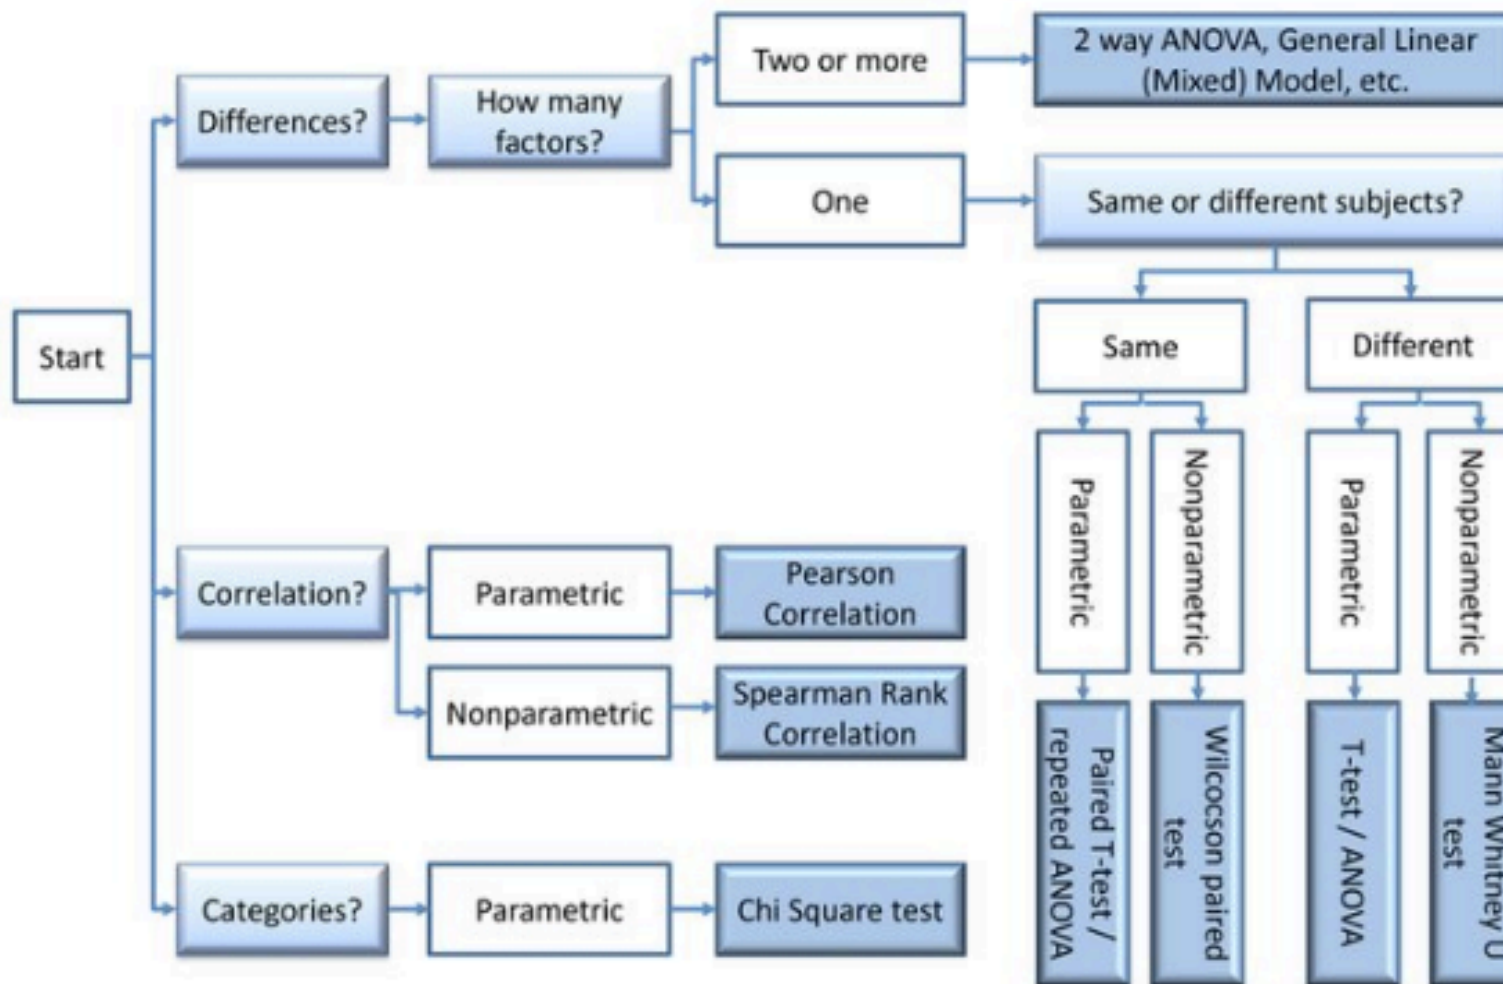 Two or more
2 way ANOVA, General Linear
(Mixed) Model, etc.
Differences?
How many
factors?
One
Same or different subjects?
Start
Same
Different
Parametric
Nonparametric
Parametric
Nonparametric
Correlation?
Parametric
Pearson
Correlation
Nonparametric
Spearman Rank
Correlation
Paired T-test /
repeated ANOVA
Wilcocson paired
test
T-test / ANOVA
Mann Whitney U
test
Categories?
Parametric
Chi Square test